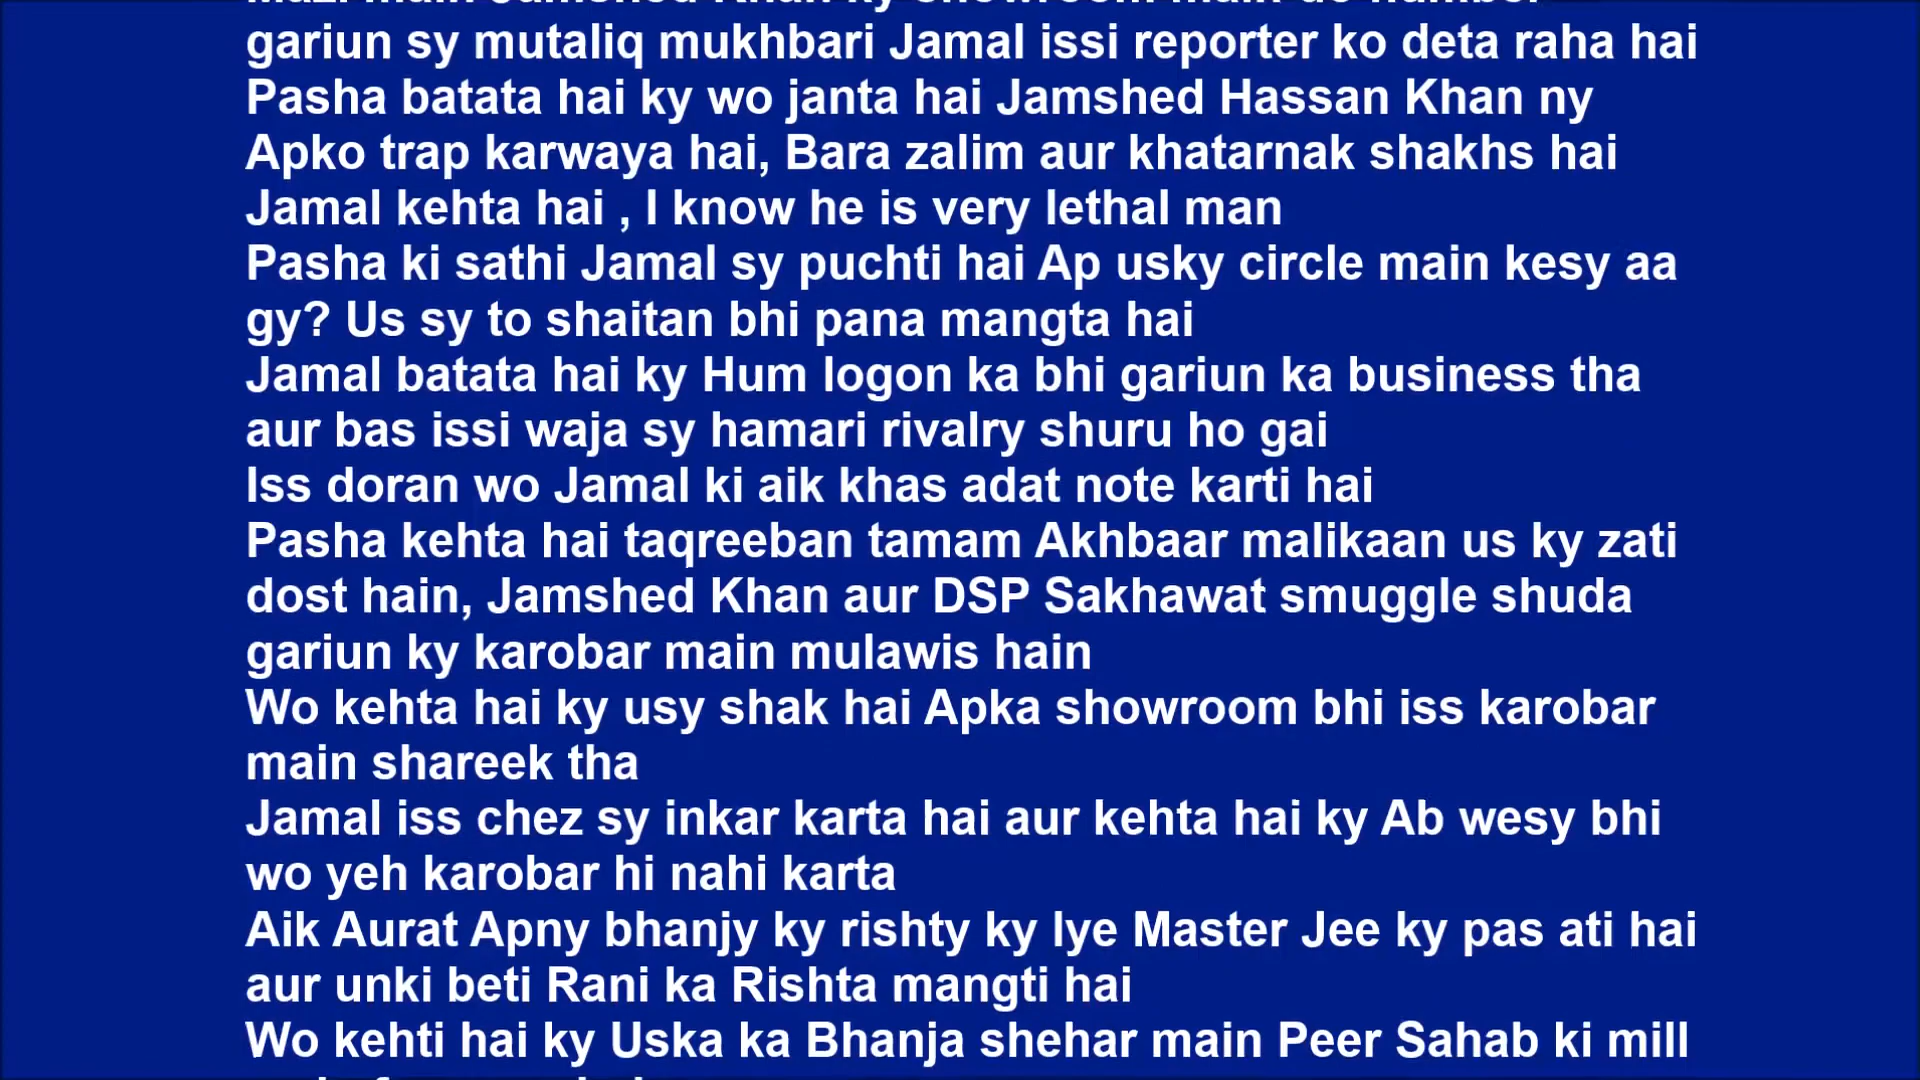 gariun sy mutaliq mukhbari Jamal issi reporter ko deta raha hai
Pasha batata hai ky wo janta hai Jamshed Hassan Khan ny
Apko trap karwaya hai, Bara zalim aur khatarnak shakhs hai
Jamal kehta hai , I know he is very lethal man
Pasha ki sathi Jamal sy puchti hai Ap usky circle main kesy aa
gy? Us sy to shaitan bhi pana mangta hai
Jamal batata hai ky Hum logon ka bhi gariun ka business tha
aur bas issi waja sy hamari rivalry shuru ho gai
Iss doran wo Jamal ki aik khas adat note karti hai
Pasha kehta hai taqreeban tamam Akhbaar malikaan us ky zati
dost hain, Jamshed Khan aur DSP Sakhawat smuggle shuda
gariun ky karobar main mulawis hain
Wo kehta hai ky usy shak hai Apka showroom bhi iss karobar
main shareek tha
Jamal iss chez sy inkar karta hai aur kehta hai ky Ab wesy bhi
wo yeh karobar hi nahi karta
Aik Aurat Apny bhanjy ky rishty ky lye Master Jee ky pas ati hai
aur unki beti Rani ka Rishta mangti hai
Wo kehti hai ky Uska ka Bhanja shehar main Peer Sahab ki mill